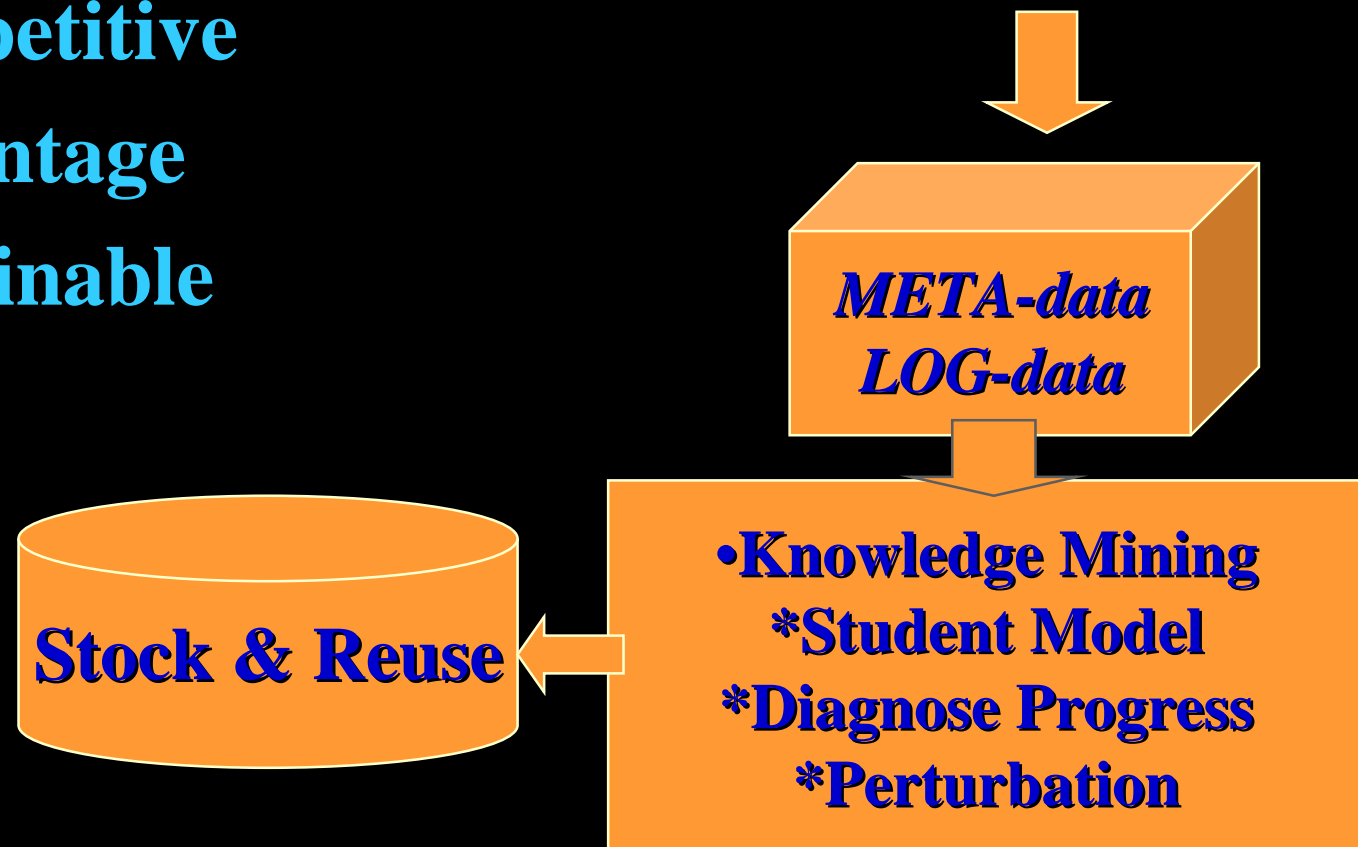 petitive
ntage
inable
META-data
LOG-data
Stock & Reuse
•Knowledge Mining
*Student Model
*Diagnose Progress
*Perturbation